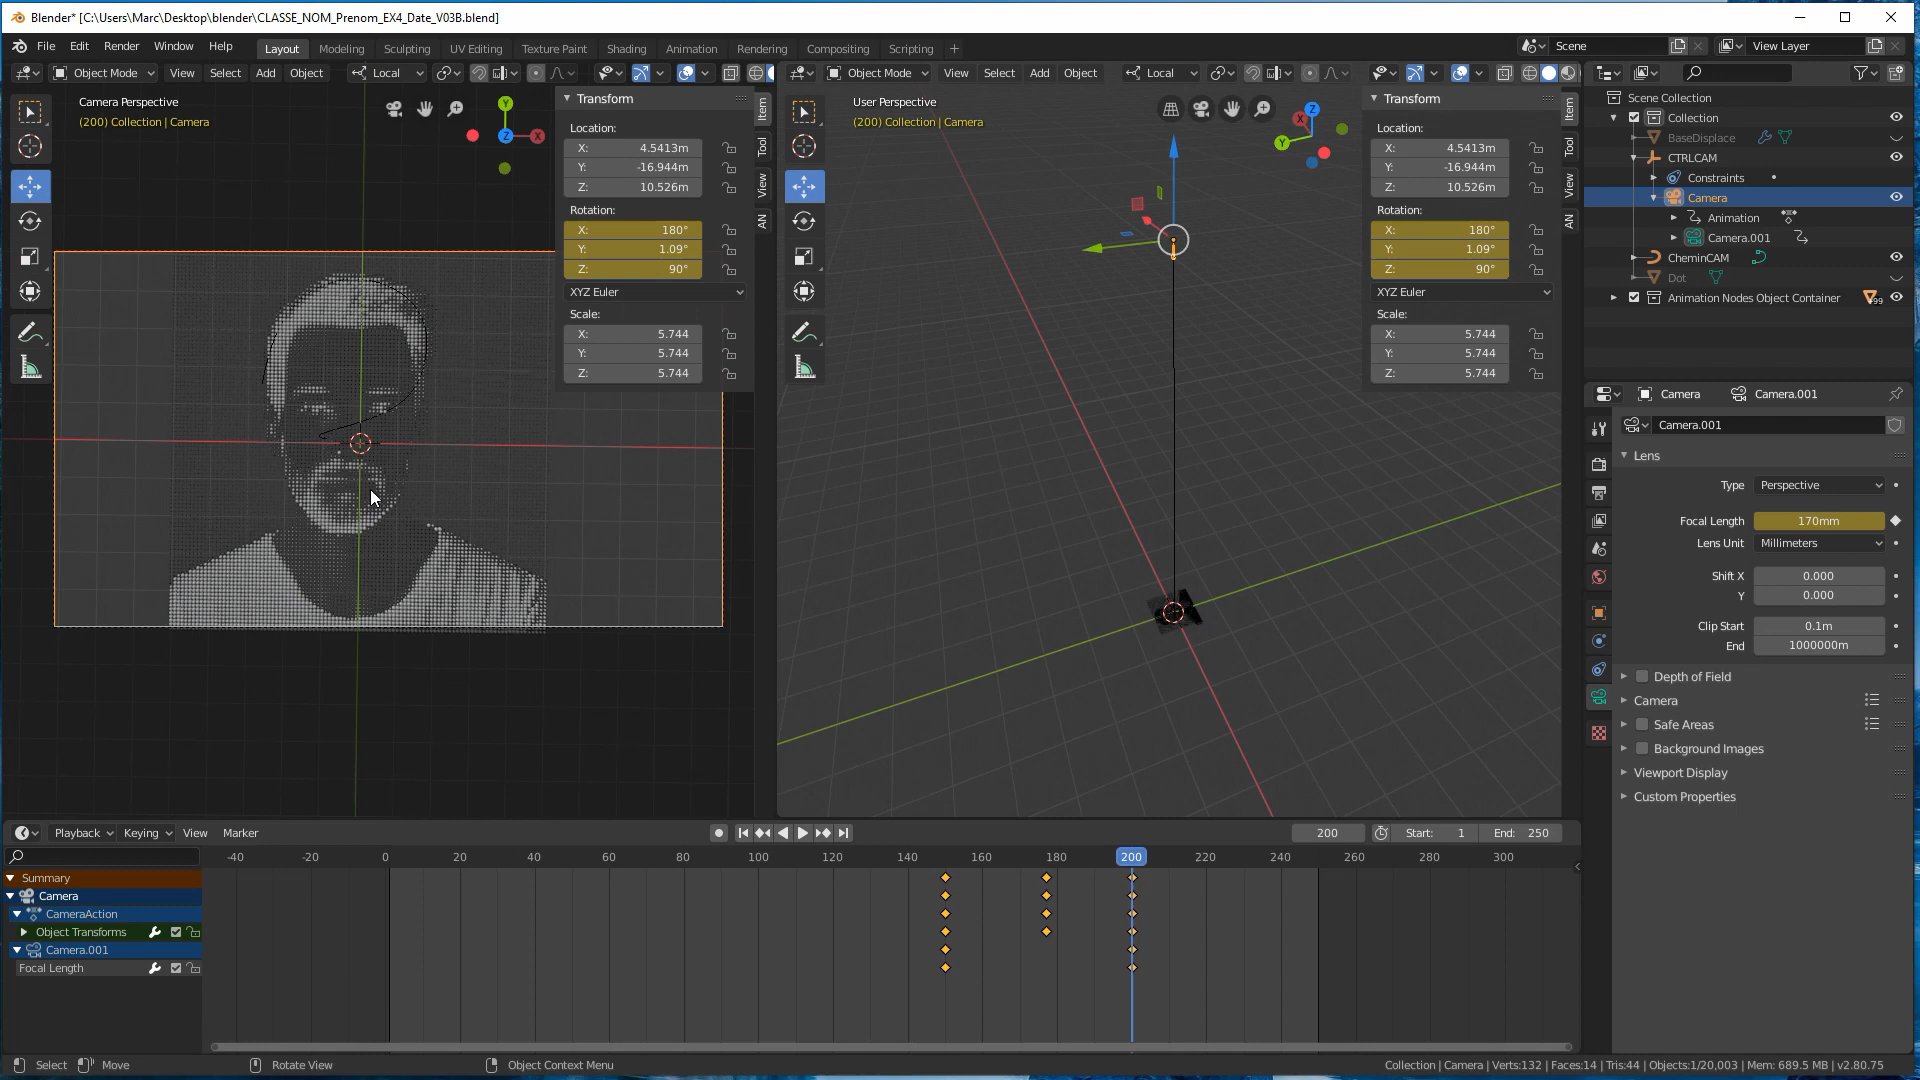 Blender* [C:\Users\Marc\Desktop\blender\CLASSE_NOM_Prenom_EX4_Date_V03B.blend]
File Edit Render Window Help Layout Modeling Sculpting UV Editing Texture Paint Shading Animation Rendering Compositing Scripting + Scene View Layer
Object Mode View Select Add Object Local
Object Mode View Select Add Object Local
Camera Perspective
(200) Collection | Camera
Y
Z
X
Transform
Location:
X: 4.5413m
Y: -16.944m
Z: 10.526m
Rotation:
X: 180°
Y: 1.09°
Z: 90°
XYZ Euler
Scale:
X: 5.744
Y: 5.744
Z: 5.744
Item
Tool
View
AN
User Perspective
(200) Collection | Camera
Z
X
Y
Transform
Location:
X: 4.5413m
Y: -16.944m
Z: 10.526m
Rotation:
X: 180°
Y: 1.09°
Z: 90°
XYZ Euler
Scale:
X: 5.744
Y: 5.744
Z: 5.744
Item
Tool
View
AN
Scene Collection
Collection
BaseDisplace
CTRLCAM
Constraints
Camera
Animation
Camera.001
CheminCAM
Dot
Animation Nodes Object Container
Camera Camera.001
Camera.001
Lens
Type Perspective
Focal Length 170mm
Lens Unit Millimeters
Shift X 0.000
Y 0.000
Clip Start 0.1m
End 1000000m
Depth of Field
Camera
Safe Areas
Background Images
Viewport Display
Custom Properties
Playback Keying View Marker 200 Start: 1 End: 250
-40 -20 0 20 40 60 80 100 120 140 160 180 200 220 240 260 280 300
Summary
Camera
CameraAction
Object Transforms
Camera.001
Focal Length
Select Move Rotate View Object Context Menu Collection | Camera | Verts:132 | Faces:14 | Tris:44 | Objects:1/20,003 | Mem: 689.5 MB | v2.80.75